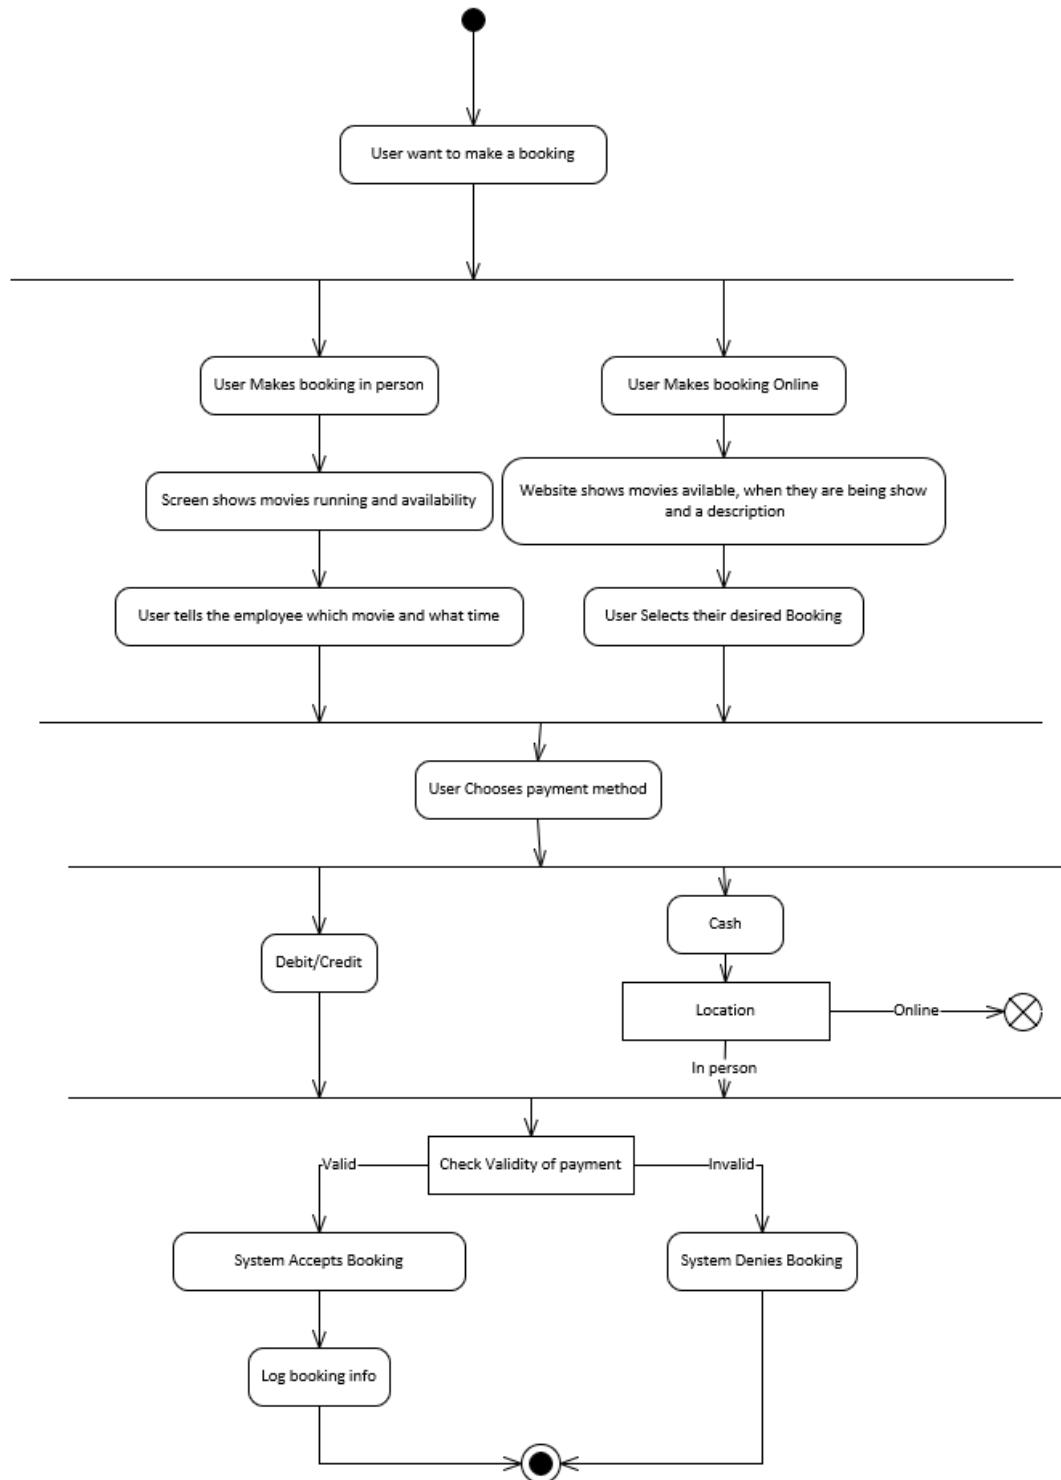 User want to make a booking
User Makes booking in person
User Makes booking Online
Screen shows movies running and availability
Website shows movies avilable, when they are being show
and a description
User tells the employee which movie and what time
User Selects their desired Booking
User Chooses payment method
Cash
Debit/Credit
Location
Online
In person
Check Validity of payment
Valid
Invalid
System Accepts Booking
System Denies Booking
Log booking info